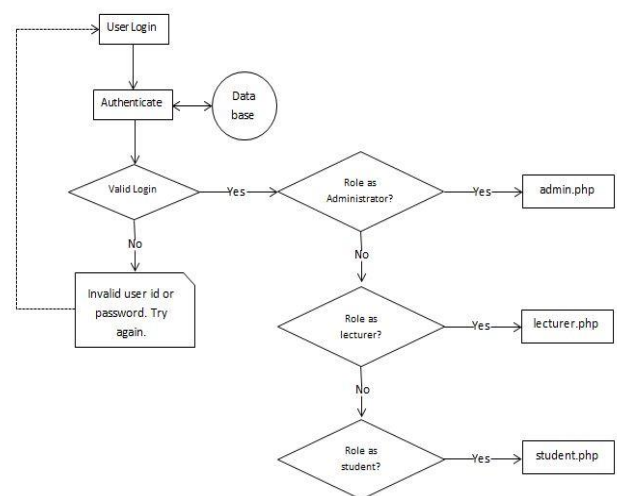 User Login
Authenticate
Data
base
Valid Login
Yes
Role as
Administrator?
Yes
admin.php
No
Invalid user id or
password. Try
again.
No
Role as
lecturer?
Yes
lecturer.php
No
Role as
student?
Yes
student.php